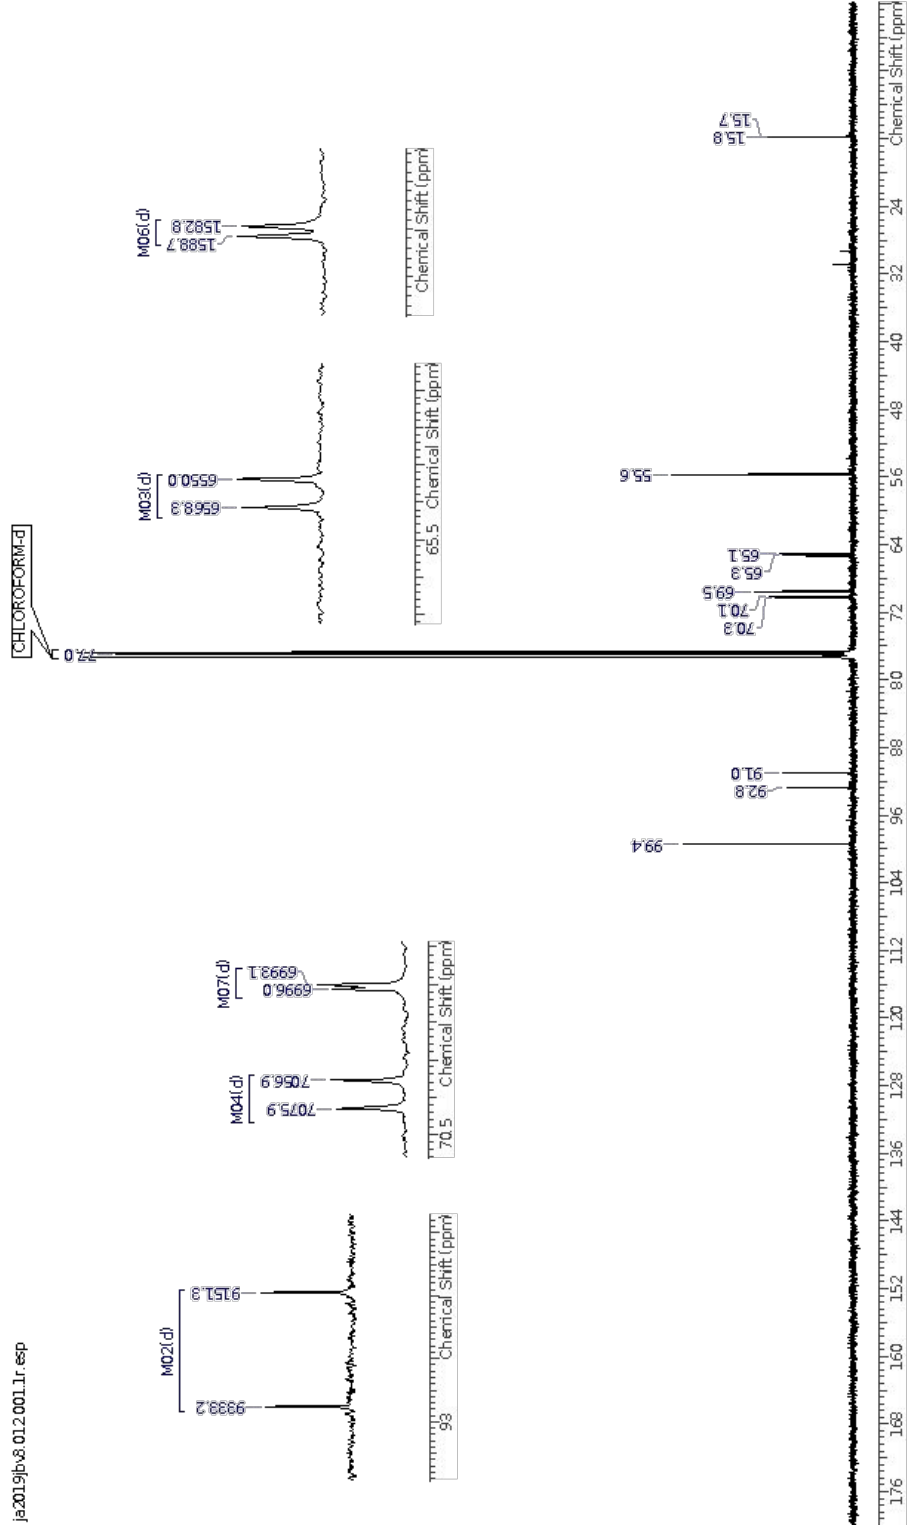 ja2019jbv8.012.001.1r.esp
CHLOROFORM-d
77.0
M02(d)
9333.2
9151.3
93
Chemical Shift (ppm)
M04(d)
7075.9
7056.9
M07(d)
6996.0
6993.1
70.5
Chemical Shift (ppm)
M03(d)
6568.3
6550.0
65.5
Chemical Shift (ppm)
M06(d)
1588.7
1582.8
Chemical Shift (ppm)
99.4
92.8
91.0
70.3
70.1
69.5
65.3
65.1
55.6
15.8
15.7
176 168 160 152 144 136 128 120 112 104 96 88 80 72 64 56 48 40 32 24 Chemical Shift (ppm)